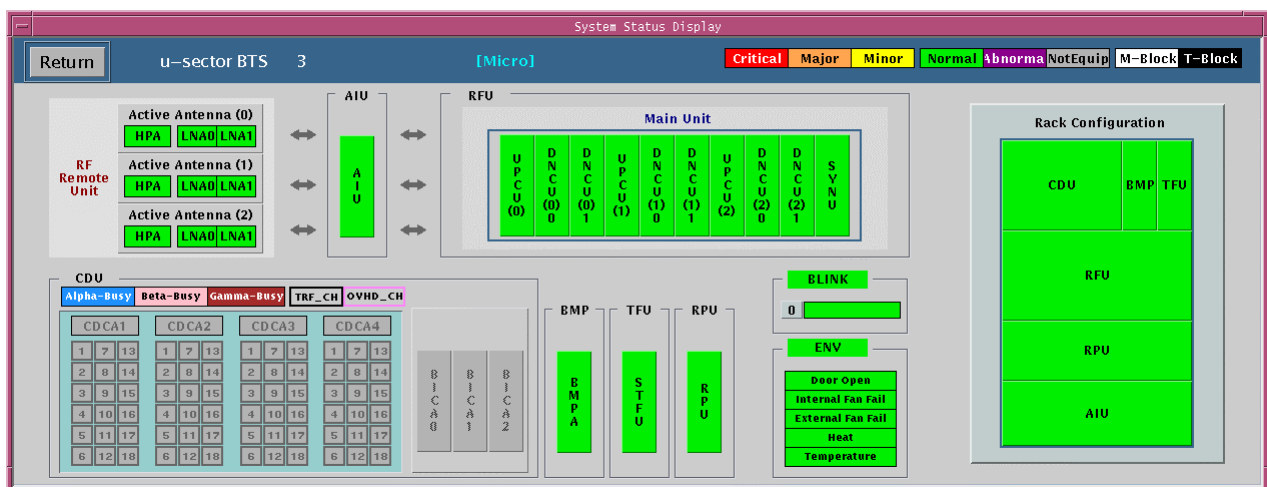 System Status Display
Return u-sector BTS 3 [Micro] Critical Major Minor Normal Abnorma NotEquip M-Block T-Block
RF Remote Unit
Active Antenna (0)
HPA LNA0 LNA1
Active Antenna (1)
HPA LNA0 LNA1
Active Antenna (2)
HPA LNA0 LNA1
AIU
AIU
RFU
Main Unit
UPCU(0) DNCU(0)0 DNCU(0)1 UPCU(1) DNCU(1)0 DNCU(1)1 UPCU(2) DNCU(2)0 DNCU(2)1 SYNU
Rack Configuration
CDU BMP TFU
RFU
RPU
AIU
CDU
Alpha-Busy Beta-Busy Gamma-Busy TRF_CH OVHD_CH
CDCA1 CDCA2 CDCA3 CDCA4
1 7 13 1 7 13 1 7 13 1 7 13
2 8 14 2 8 14 2 8 14 2 8 14
3 9 15 3 9 15 3 9 15 3 9 15
4 10 16 4 10 16 4 10 16 4 10 16
5 11 17 5 11 17 5 11 17 5 11 17
6 12 18 6 12 18 6 12 18 6 12 18
BICA0 BICA1 BICA2
BMP
BMPA
TFU
STFU
RPU
RPU
BLINK
0
ENV
Door Open
Internal Fan Fail
External Fan Fail
Heat
Temperature